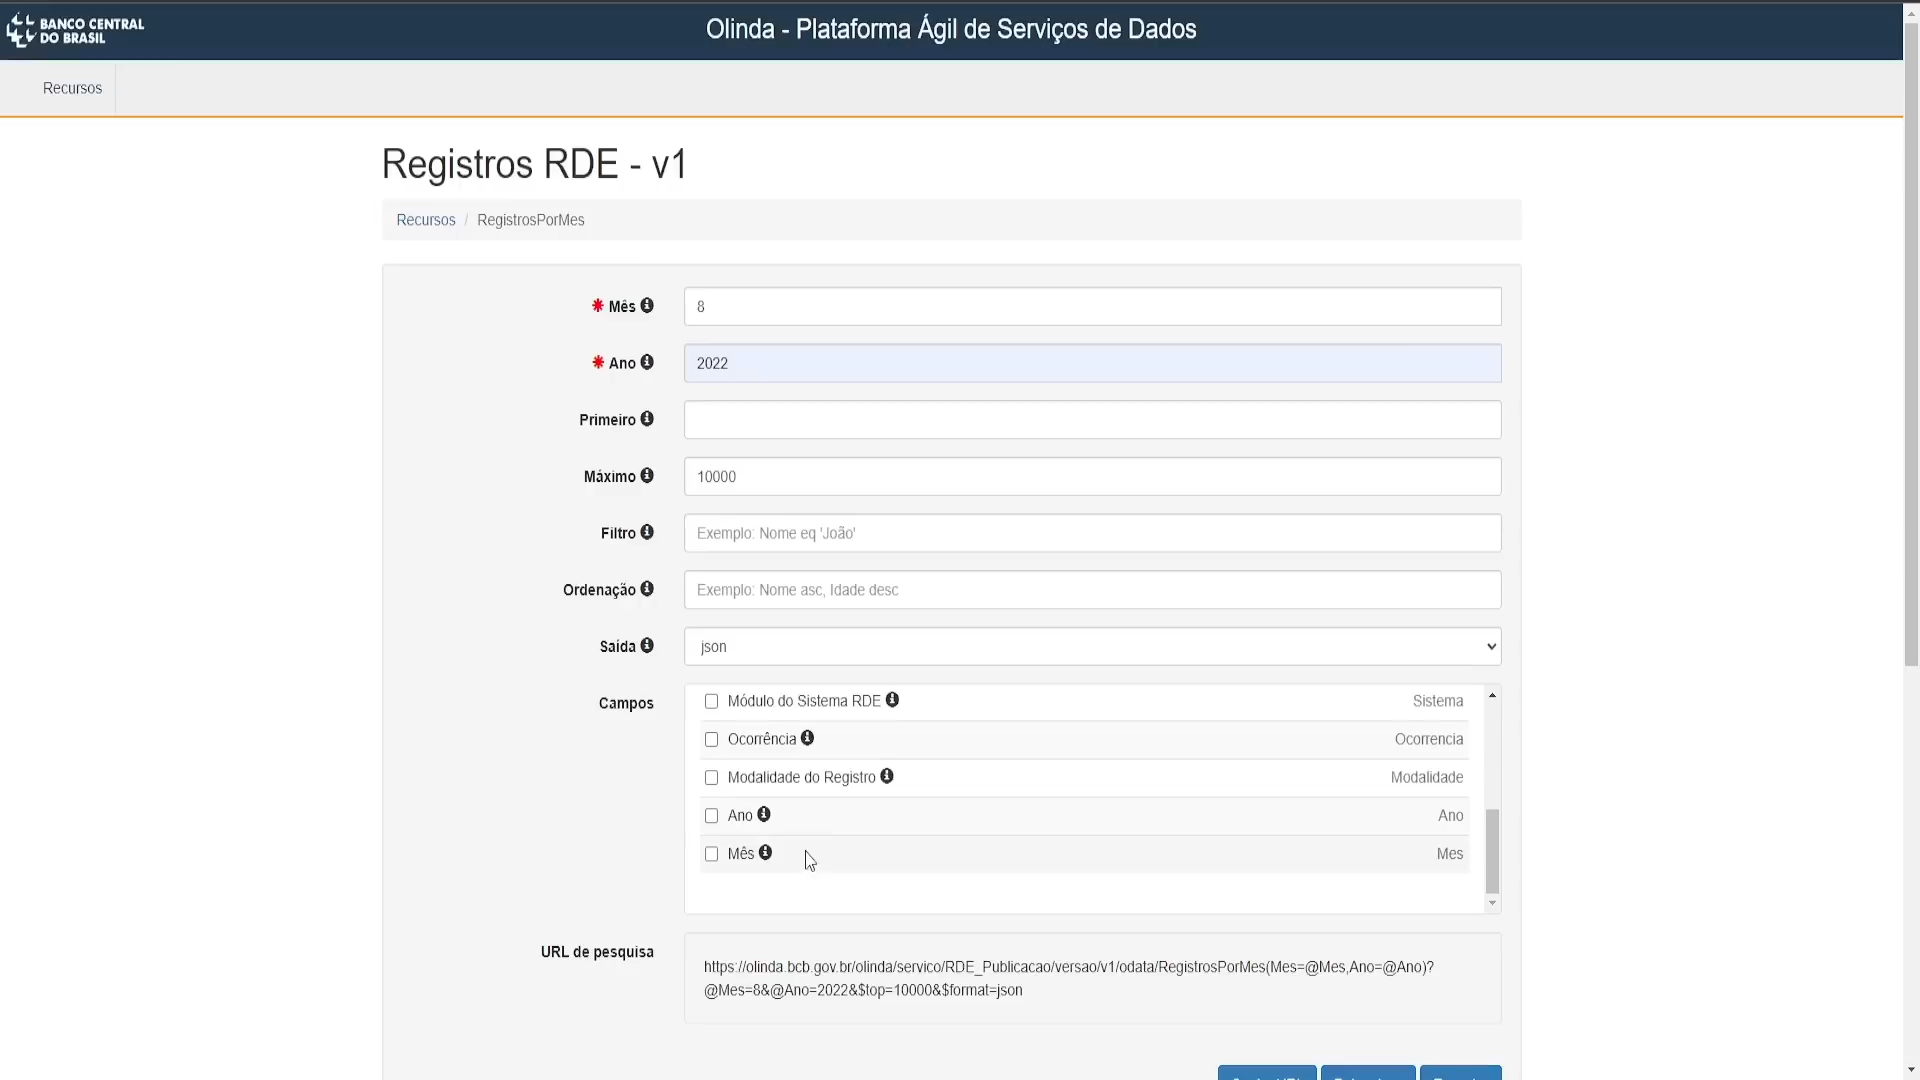 BANCO CENTRAL
DO BRASIL
Olinda - Plataforma Ágil de Serviços de Dados
Recursos
Registros RDE - v1
Recursos / RegistrosPorMes
* Mês 8
* Ano 2022
Primeiro
Máximo 10000
Filtro Exemplo: Nome eq 'João'
Ordenação Exemplo: Nome asc, Idade desc
Saída json
Campos
Módulo do Sistema RDE Sistema
Ocorrência Ocorrencia
Modalidade do Registro Modalidade
Ano Ano
Mês Mes
URL de pesquisa
https://olinda.bcb.gov.br/olinda/servico/RDE_Publicacao/versao/v1/odata/RegistrosPorMes(Mes=@Mes,Ano=@Ano)?
@Mes=8&@Ano=2022&$top=10000&$format=json